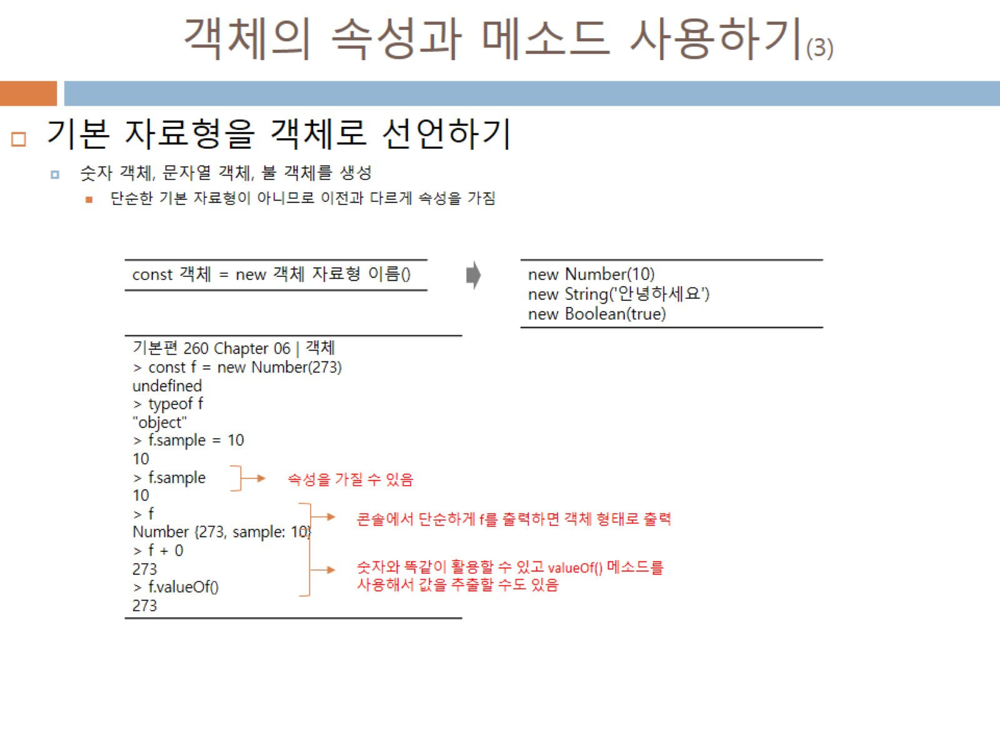 객체의 속성과 메소드 사용하기(3)
기본 자료형을 객체로 선언하기
숫자 객체, 문자열 객체, 불 객체를 생성
단순한 기본 자료형이 아니므로 이전과 다르게 속성을 가짐
const 객체 = new 객체 자료형 이름()
new Number(10)
new String('안녕하세요')
new Boolean(true)
기본편 260 Chapter 06 | 객체
> const f = new Number(273)
undefined
> typeof f
"object"
> f.sample = 10
10
> f.sample
10
> f
Number {273, sample: 10}
> f + 0
273
> f.valueOf()
273
속성을 가질 수 있음
콘솔에서 단순하게 f를 출력하면 객체 형태로 출력
숫자와 똑같이 활용할 수 있고 valueOf() 메소드를
사용해서 값을 추출할 수도 있음